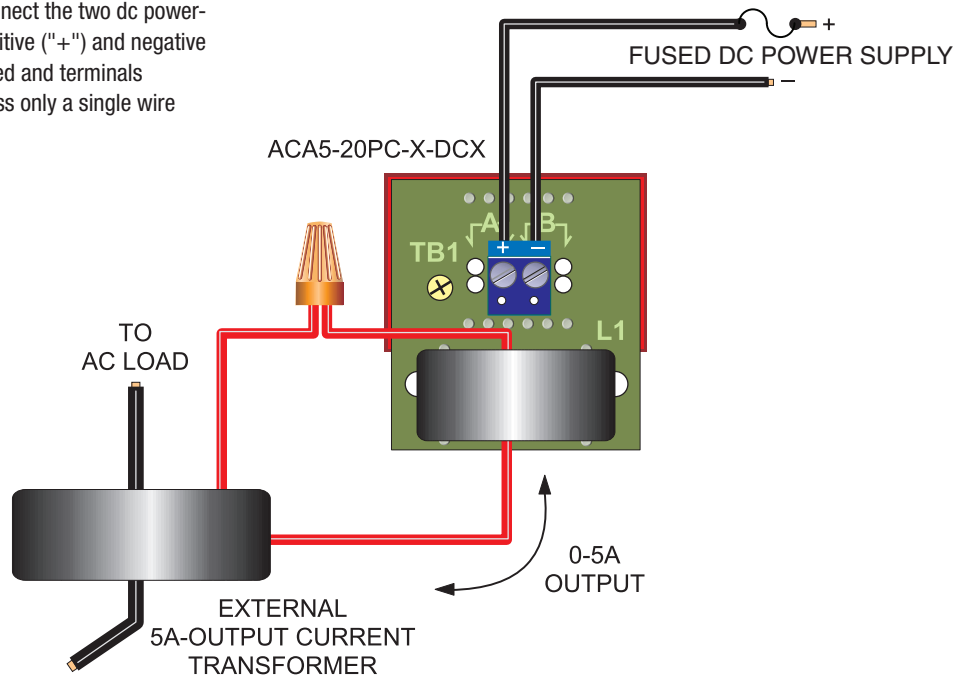 nect the two dc power-
itive ("+") and negative
ed and terminals
ss only a single wire
+
FUSED DC POWER SUPPLY
–
ACA5-20PC-X-DCX
A B
TB1
+ –
L1
TO
AC LOAD
0-5A
OUTPUT
EXTERNAL
5A-OUTPUT CURRENT
TRANSFORMER